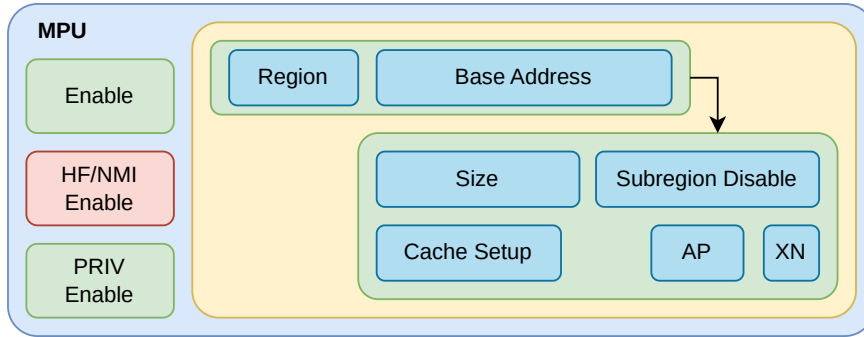 MPU
Enable
HF/NMI
Enable
PRIV
Enable
Region
Base Address
Size
Subregion Disable
Cache Setup
AP
XN